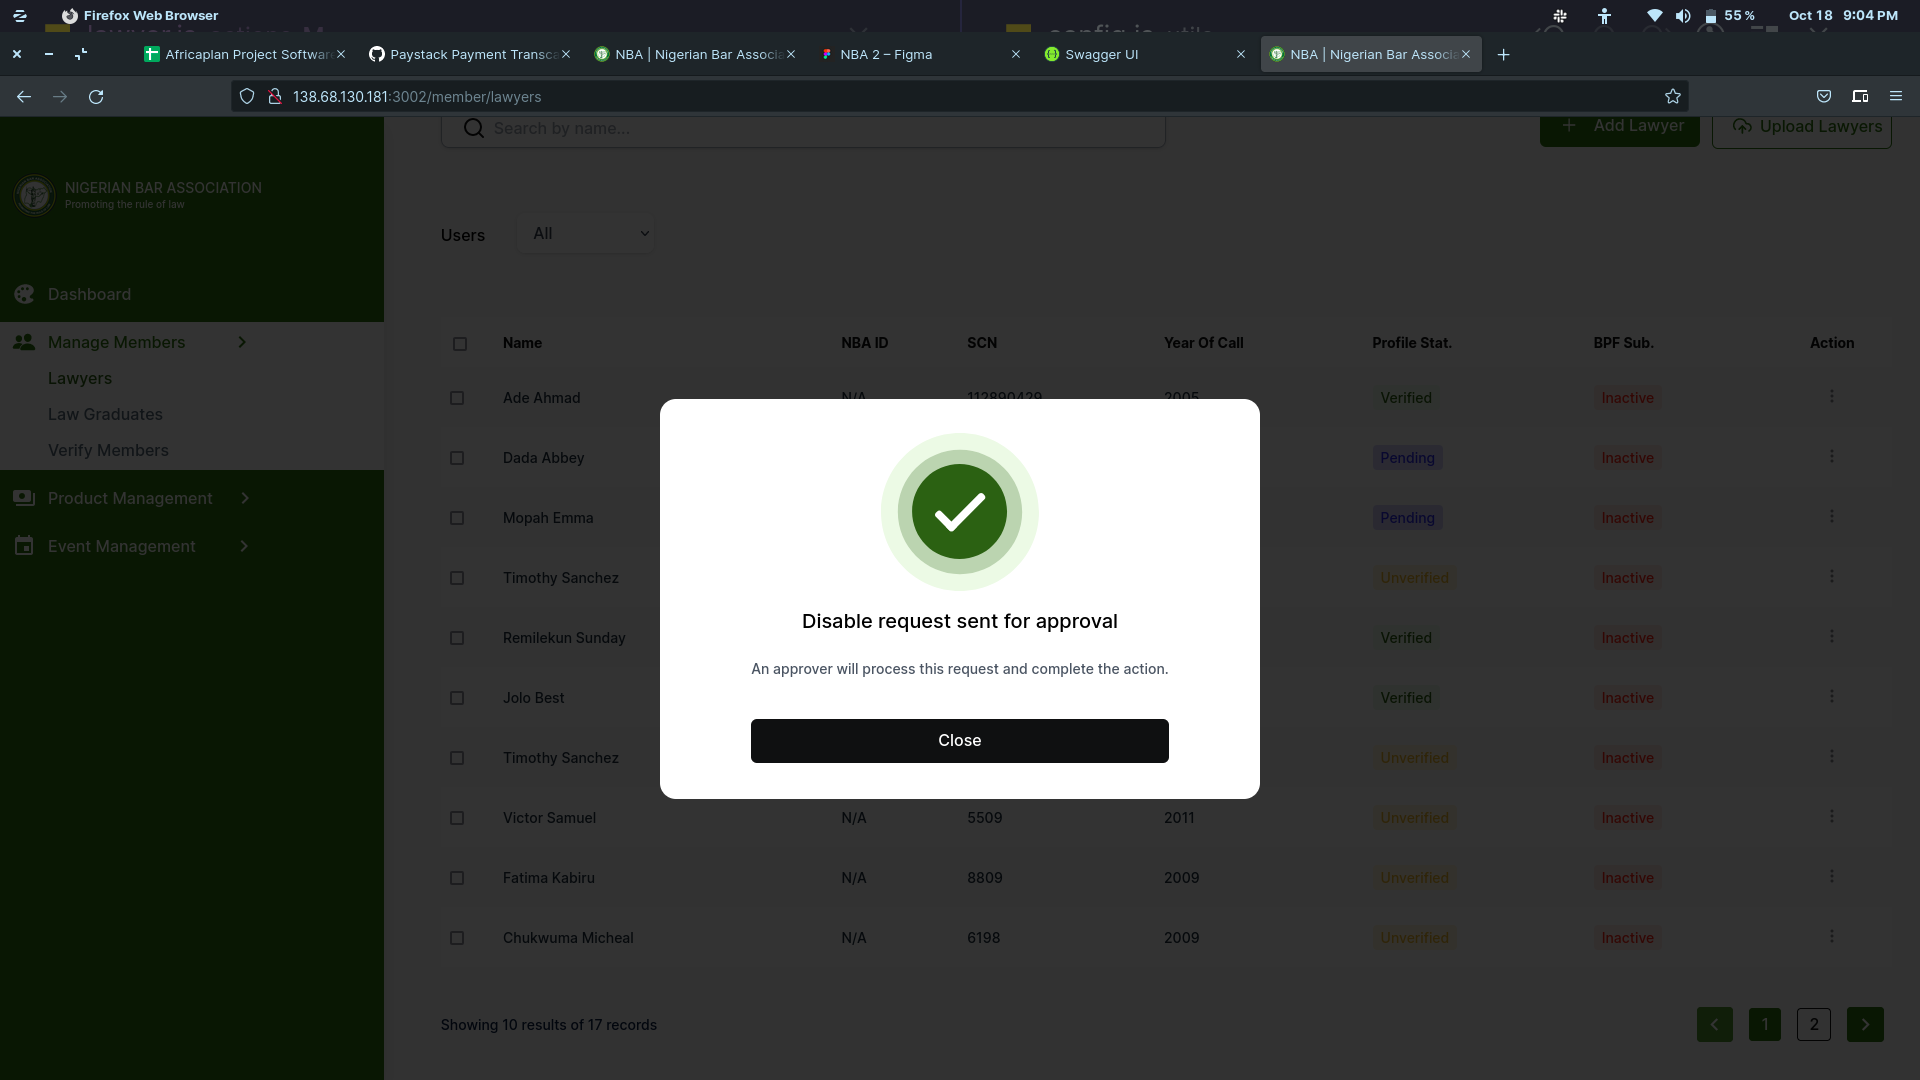 Firefox Web Browser
55 %
Oct 18 9:04 PM
Africaplan Project Software
Paystack Payment Transca
NBA | Nigerian Bar Associa
NBA 2 – Figma
Swagger UI
NBA | Nigerian Bar Associa
138.68.130.181:3002/member/lawyers
Search by name...
Add Lawyer
Upload Lawyers
NIGERIAN BAR ASSOCIATION
Promoting the rule of law
Users All
Dashboard
Manage Members
Lawyers
Law Graduates
Verify Members
Product Management
Event Management
Name NBA ID SCN Year Of Call Profile Stat. BPF Sub. Action
Ade Ahmad N/A 112890429 2005 Verified Inactive
Dada Abbey Pending Inactive
Mopah Emma Pending Inactive
Timothy Sanchez Unverified Inactive
Remilekun Sunday Verified Inactive
Jolo Best Verified Inactive
Timothy Sanchez Unverified Inactive
Victor Samuel N/A 5509 2011 Unverified Inactive
Fatima Kabiru N/A 8809 2009 Unverified Inactive
Chukwuma Micheal N/A 6198 2009 Unverified Inactive
Disable request sent for approval
An approver will process this request and complete the action.
Close
Showing 10 results of 17 records
1 2